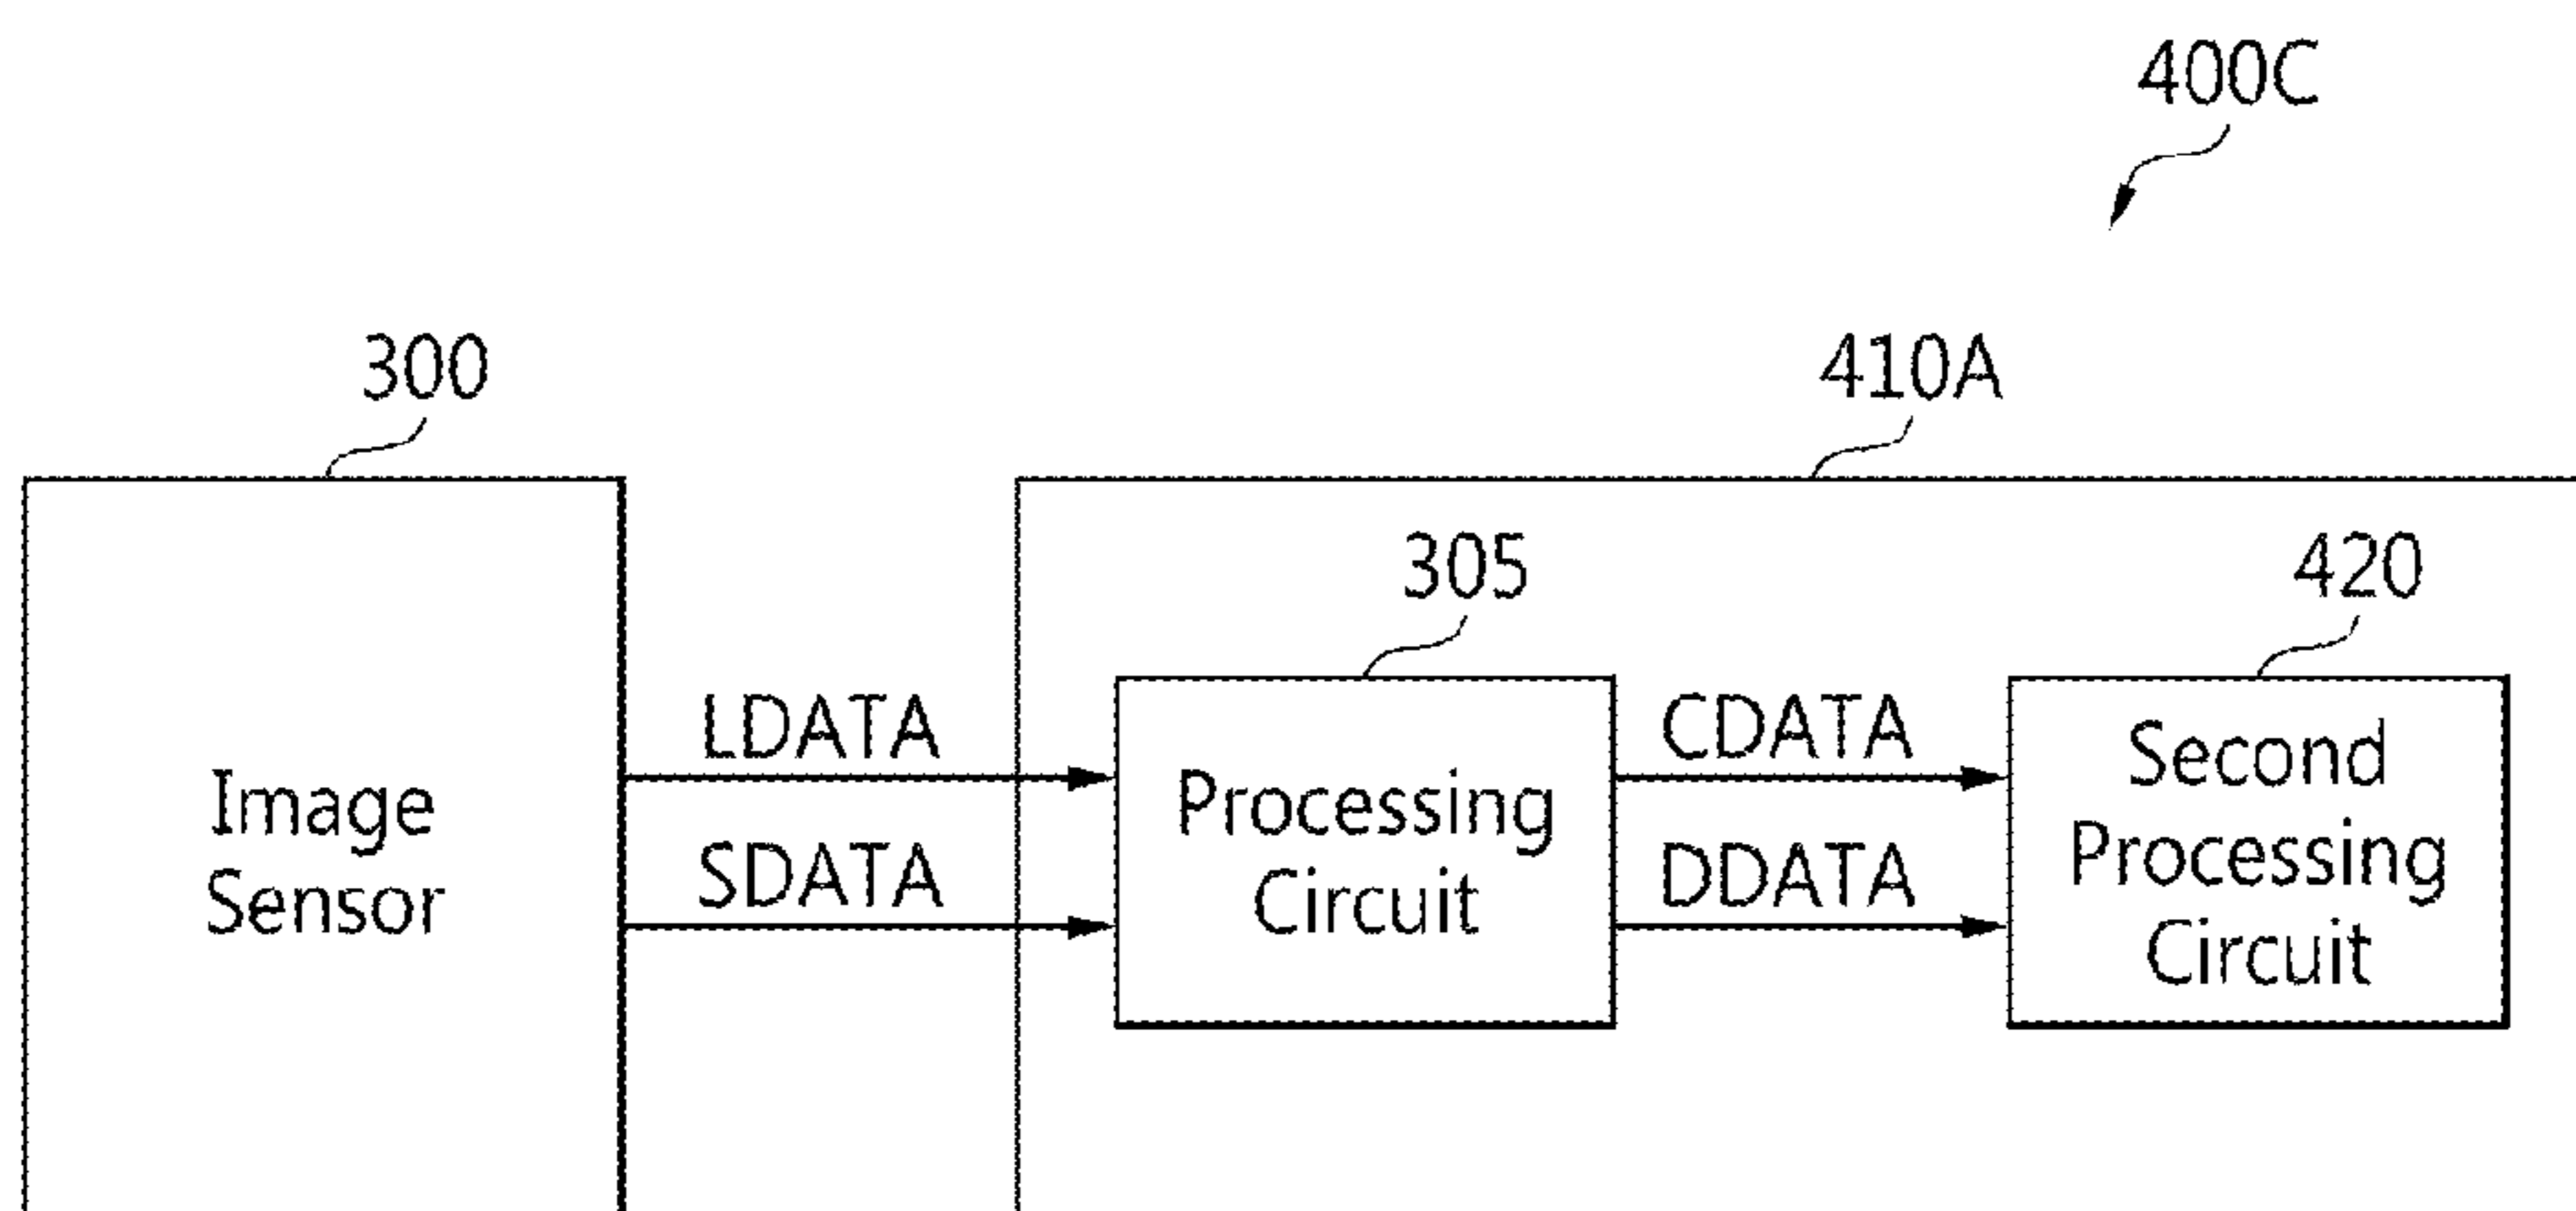 400C
300
410A
305
420
LDATA
SDATA
Image
Sensor
Processing
Circuit
CDATA
DDATA
Second
Processing
Circuit